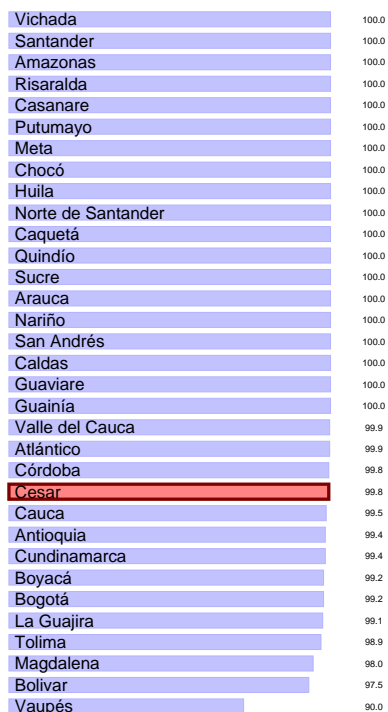 Vichada 100.0
Santander 100.0
Amazonas 100.0
Risaralda 100.0
Casanare 100.0
Putumayo 100.0
Meta 100.0
Chocó 100.0
Huila 100.0
Norte de Santander 100.0
Caquetá 100.0
Quindío 100.0
Sucre 100.0
Arauca 100.0
Nariño 100.0
San Andrés 100.0
Caldas 100.0
Guaviare 100.0
Guainía 100.0
Valle del Cauca 99.9
Atlántico 99.9
Córdoba 99.8
Cesar 99.8
Cauca 99.5
Antioquia 99.4
Cundinamarca 99.4
Boyacá 99.2
Bogotá 99.2
La Guajira 99.1
Tolima 98.9
Magdalena 98.0
Bolivar 97.5
Vaupés 90.0